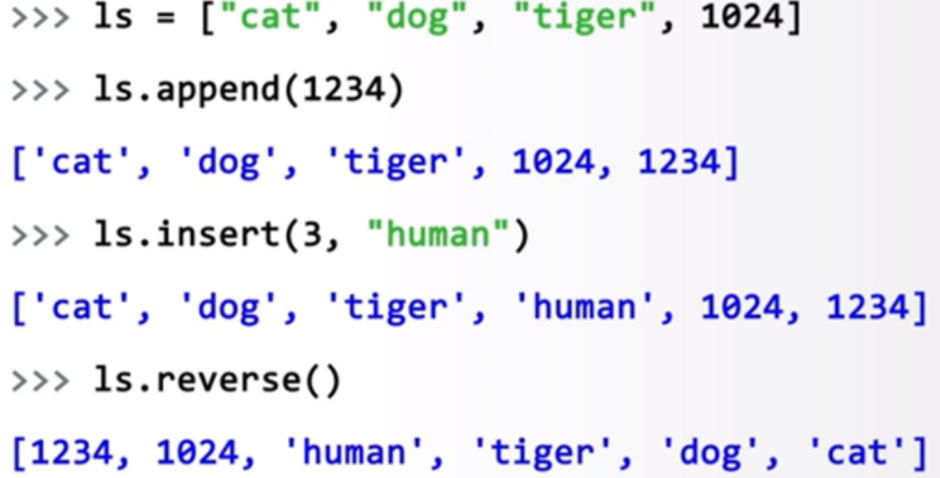 >>> ls = ["cat", "dog", "tiger", 1024]
>>> ls.append(1234)
['cat', 'dog', 'tiger', 1024, 1234]
>>> ls.insert(3, "human")
['cat', 'dog', 'tiger', 'human', 1024, 1234]
>>> ls.reverse()
[1234, 1024, 'human', 'tiger', 'dog', 'cat']